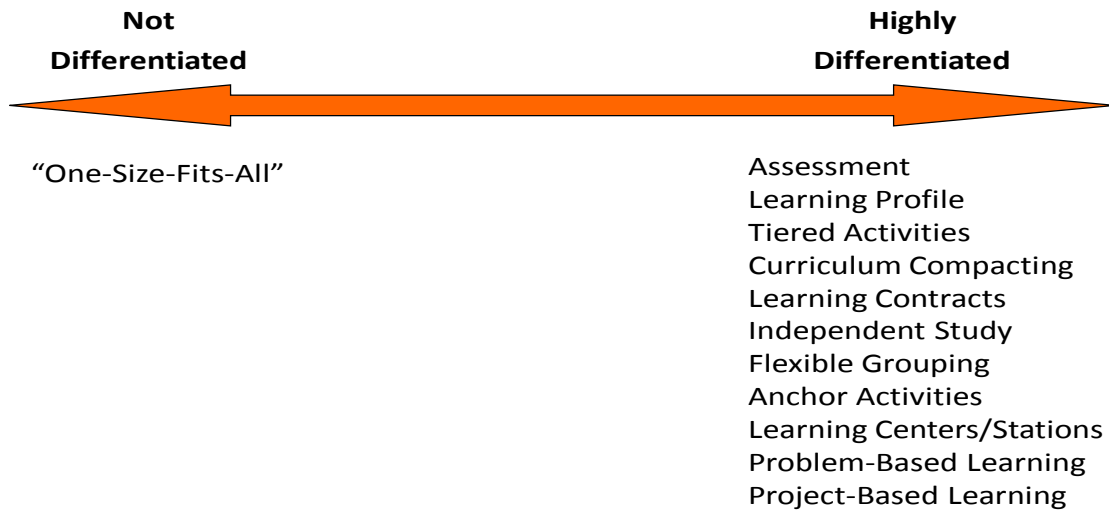 Not
Differentiated
Highly
Differentiated
“One-Size-Fits-All”
Assessment
Learning Profile
Tiered Activities
Curriculum Compacting
Learning Contracts
Independent Study
Flexible Grouping
Anchor Activities
Learning Centers/Stations
Problem-Based Learning
Project-Based Learning